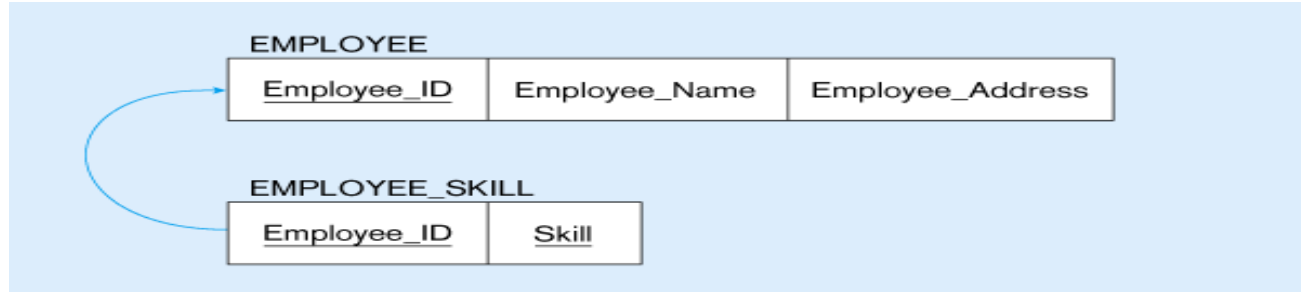 EMPLOYEE
Employee_ID Employee_Name Employee_Address
EMPLOYEE_SKILL
Employee_ID Skill